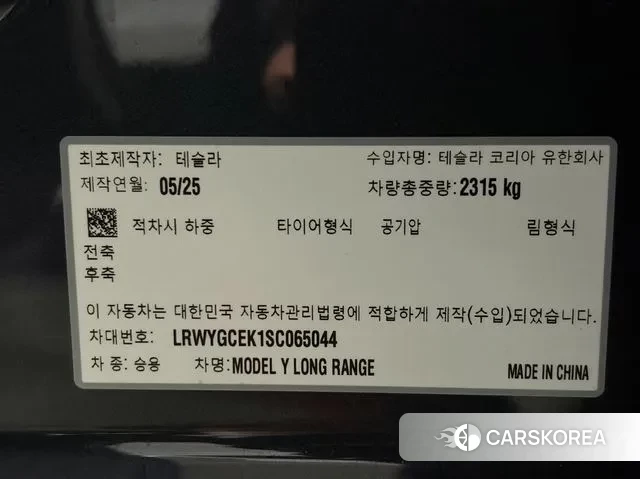 최초제작자: 테슬라 수입자명: 테슬라 코리아 유한회사
제작연월: 05/25 차량총중량: 2315 kg
적차시 하중 타이어형식 공기압 림형식
전축
후축
이 자동차는 대한민국 자동차관리법령에 적합하게 제작(수입)되었습니다.
차대번호: LRWYGCEK1SC065044
차 종: 승용 차명: MODEL Y LONG RANGE MADE IN CHINA
CARSKOREA